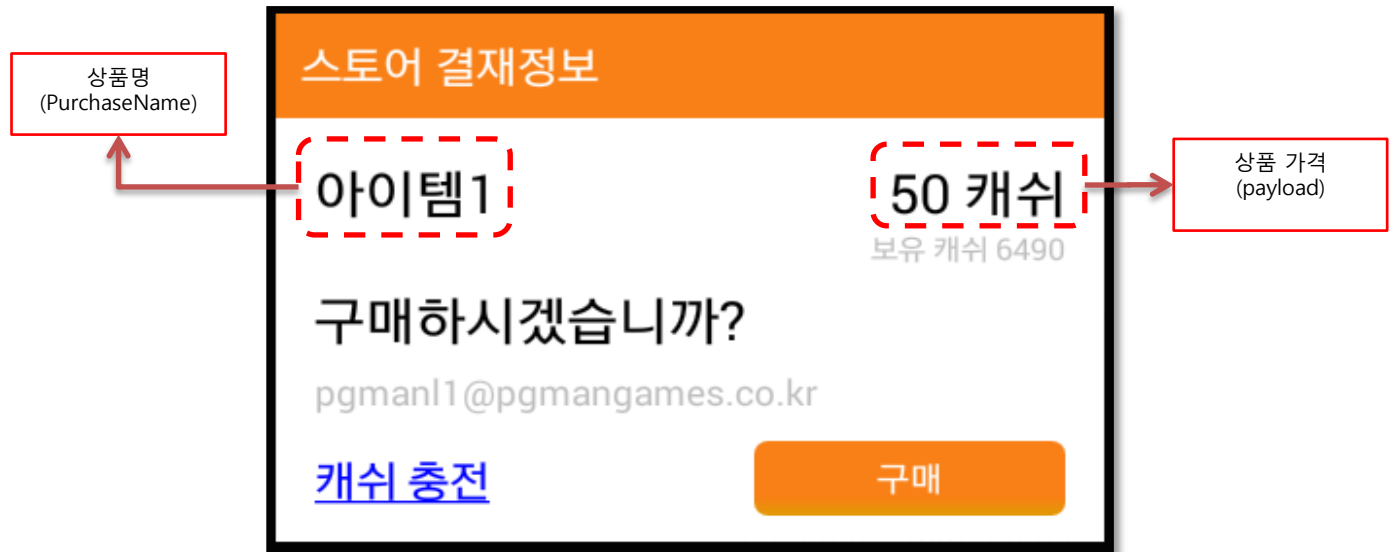 상품명
(PurchaseName)
스토어 결재정보
아이템1
50 캐쉬
보유 캐쉬 6490
상품 가격
(payload)
구매하시겠습니까?
pgmanl1@pgmangames.co.kr
캐쉬 충전
구매